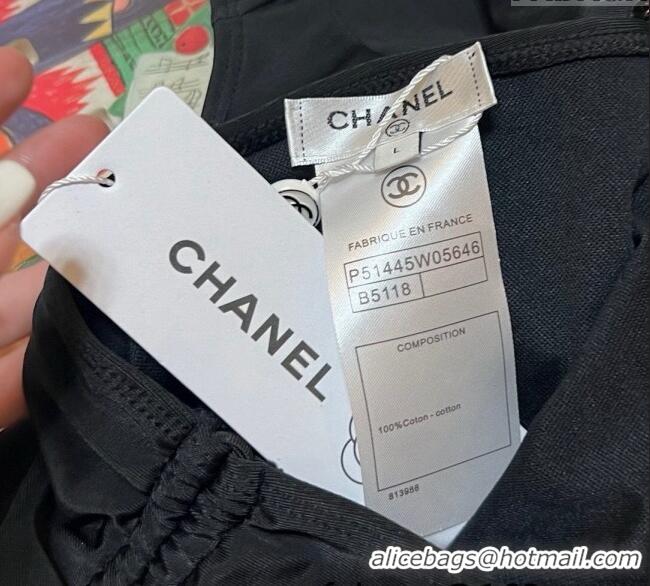 CHANEL
L
FABRIQUE EN FRANCE
P51445W05646
B5118
COMPOSITION
100%Coton - cotton
813986
CHANEL
alicebags@hotmail.com